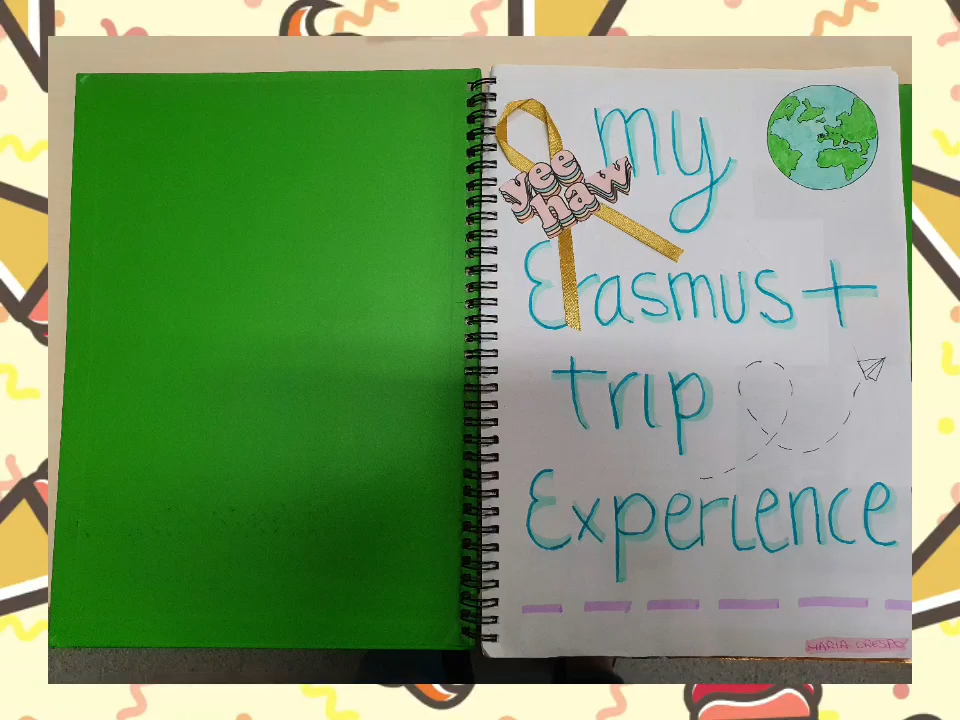 my
yee
haw
Erasmus +
trip
Experience
MARIA CRESPO